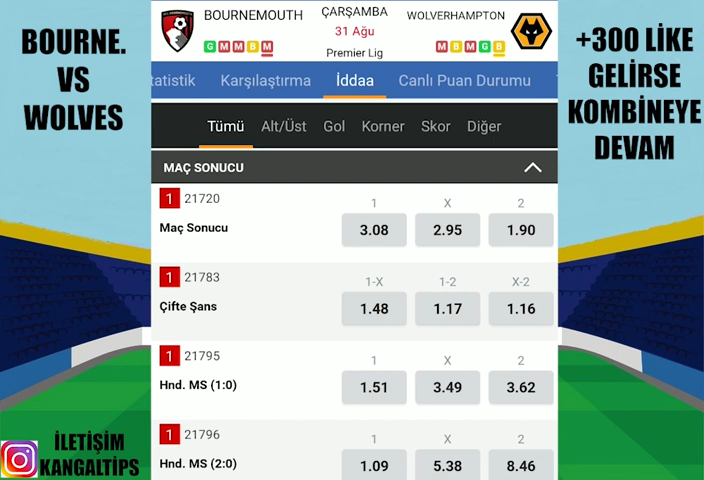 BOURNE.
VS
WOLVES
BOURNEMOUTH
G M M B M
ÇARŞAMBA
31 Ağu
Premier Lig
WOLVERHAMPTON
M B M G B
+300 LİKE
GELİRSE
KOMBİNEYE
DEVAM
tatistik Karşılaştırma İddaa Canlı Puan Durumu
Tümü Alt/Üst Gol Korner Skor Diğer
MAÇ SONUCU
1 21720 1 X 2
Maç Sonucu 3.08 2.95 1.90
1 21783 1-X 1-2 X-2
Çifte Şans 1.48 1.17 1.16
1 21795 1 X 2
Hnd. MS (1:0) 1.51 3.49 3.62
1 21796 1 X 2
Hnd. MS (2:0) 1.09 5.38 8.46
İLETİŞİM
KANGALTİPS